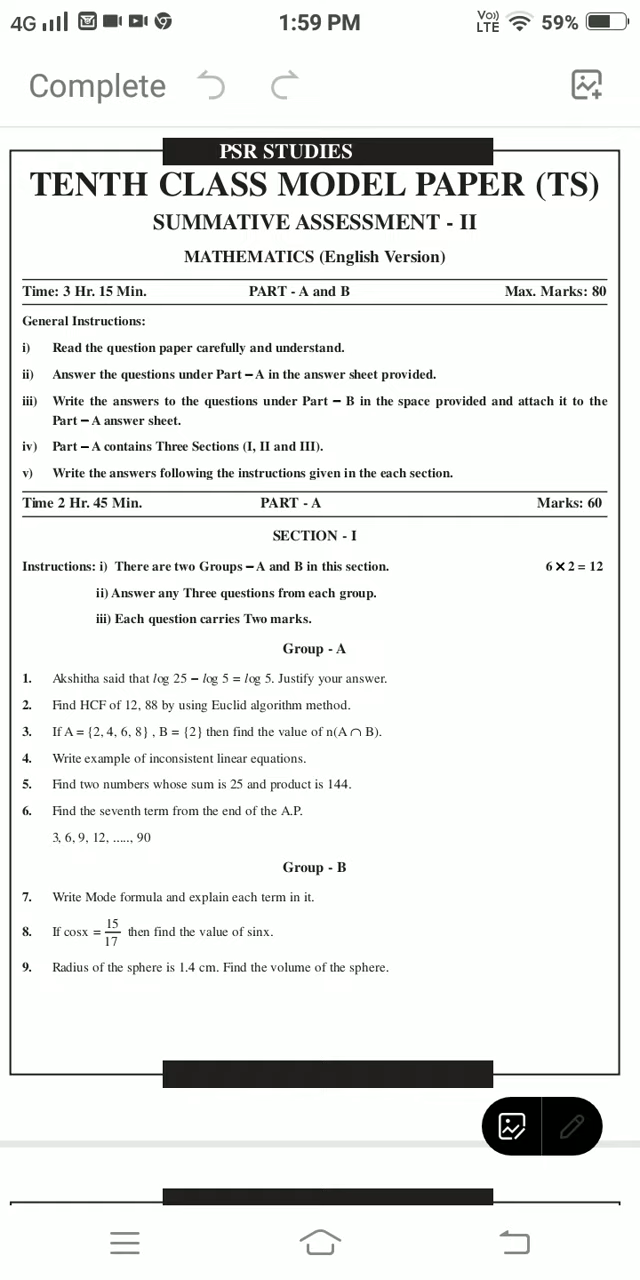 4G 1:59 PM Vo)) LTE 59%
Complete
PSR STUDIES
TENTH CLASS MODEL PAPER (TS)
SUMMATIVE ASSESSMENT - II
MATHEMATICS (English Version)
Time: 3 Hr. 15 Min. PART - A and B Max. Marks: 80
General Instructions:
i) Read the question paper carefully and understand.
ii) Answer the questions under Part – A in the answer sheet provided.
iii) Write the answers to the questions under Part – B in the space provided and attach it to the
Part – A answer sheet.
iv) Part – A contains Three Sections (I, II and III).
v) Write the answers following the instructions given in the each section.
Time 2 Hr. 45 Min. PART - A Marks: 60
SECTION - I
Instructions: i) There are two Groups – A and B in this section. 6 × 2 = 12
ii) Answer any Three questions from each group.
iii) Each question carries Two marks.
Group - A
1. Akshitha said that log 25 – log 5 = log 5. Justify your answer.
2. Find HCF of 12, 88 by using Euclid algorithm method.
3. If A = {2, 4, 6, 8} , B = {2} then find the value of n(A ∩ B).
4. Write example of inconsistent linear equations.
5. Find two numbers whose sum is 25 and product is 144.
6. Find the seventh term from the end of the A.P.
3, 6, 9, 12, ....., 90
Group - B
7. Write Mode formula and explain each term in it.
8. If cosx = 15/17 then find the value of sinx.
9. Radius of the sphere is 1.4 cm. Find the volume of the sphere.